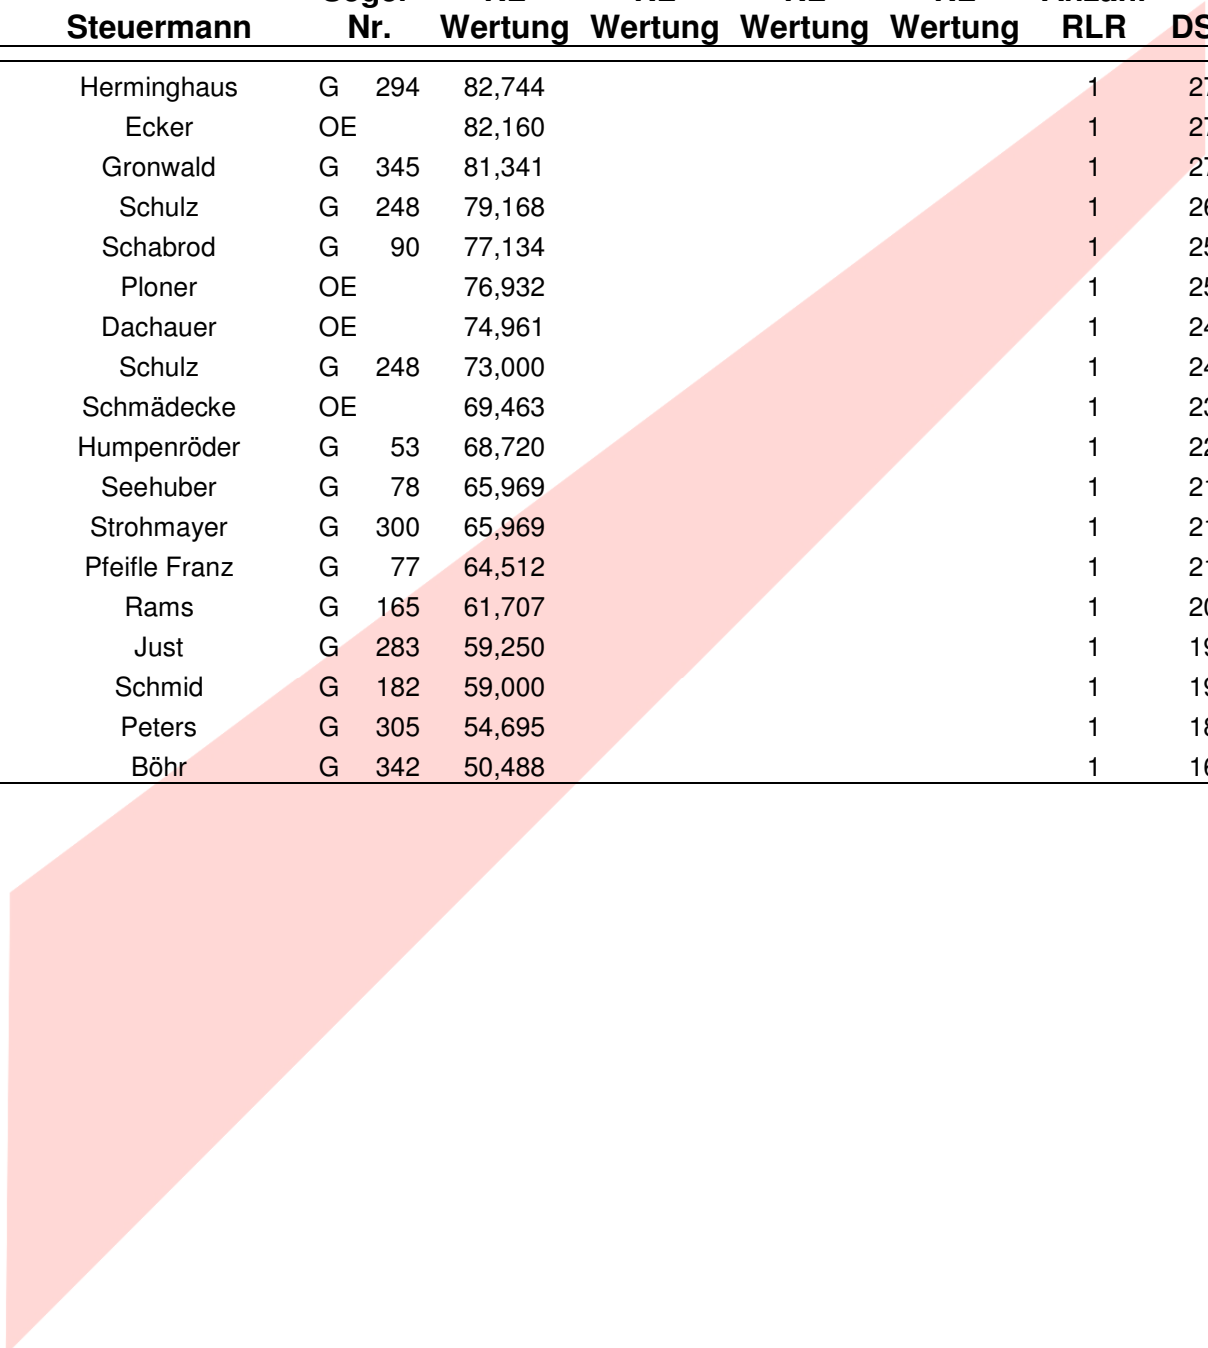 Steuermann Nr. Wertung Wertung Wertung Wertung RLR
Herminghaus G 294 82,744 1
Ecker OE 82,160 1
Gronwald G 345 81,341 1
Schulz G 248 79,168 1
Schabrod G 90 77,134 1
Ploner OE 76,932 1
Dachauer OE 74,961 1
Schulz G 248 73,000 1
Schmädecke OE 69,463 1
Humpenröder G 53 68,720 1
Seehuber G 78 65,969 1
Strohmayer G 300 65,969 1
Pfeifle Franz G 77 64,512 1
Rams G 165 61,707 1
Just G 283 59,250 1
Schmid G 182 59,000 1
Peters G 305 54,695 1
Böhr G 342 50,488 1